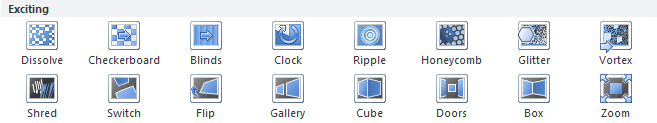 Exciting
Dissolve Checkerboard Blinds Clock Ripple Honeycomb Glitter Vortex
Shred Switch Flip Gallery Cube Doors Box Zoom